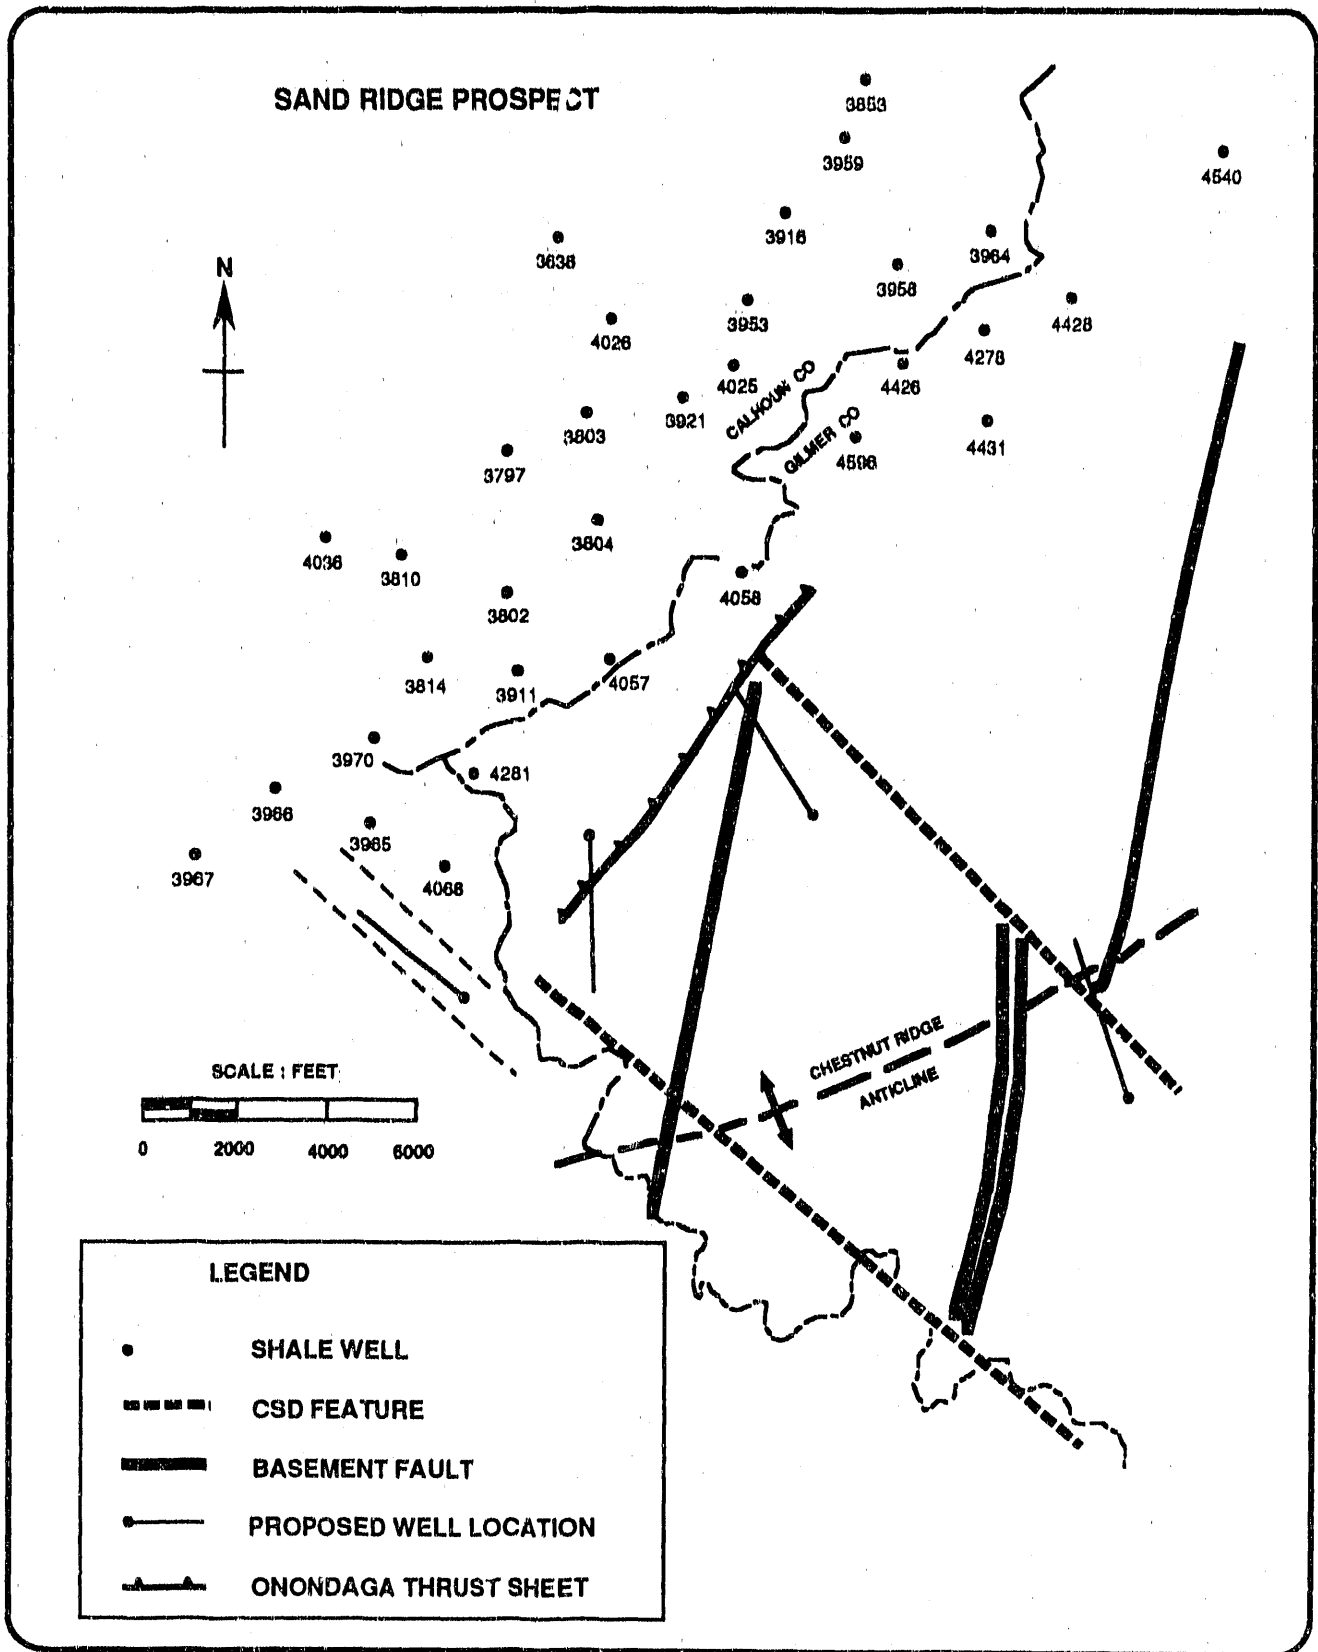 SAND RIDGE PROSPECT
3853
3959
4540
3916
3638
3964
3958
N
3953
4428
4026
4278
4025
4426
CALHOUN CO
3921
GILMER CO
3803
4596
4431
3797
3804
4036
3810
4058
3802
3814
3911
4057
3970
4281
3966
3965
3967
4068
CHESTNUT RIDGE
ANTICLINE
SCALE : FEET
0 2000 4000 6000
LEGEND
SHALE WELL
CSD FEATURE
BASEMENT FAULT
PROPOSED WELL LOCATION
ONONDAGA THRUST SHEET